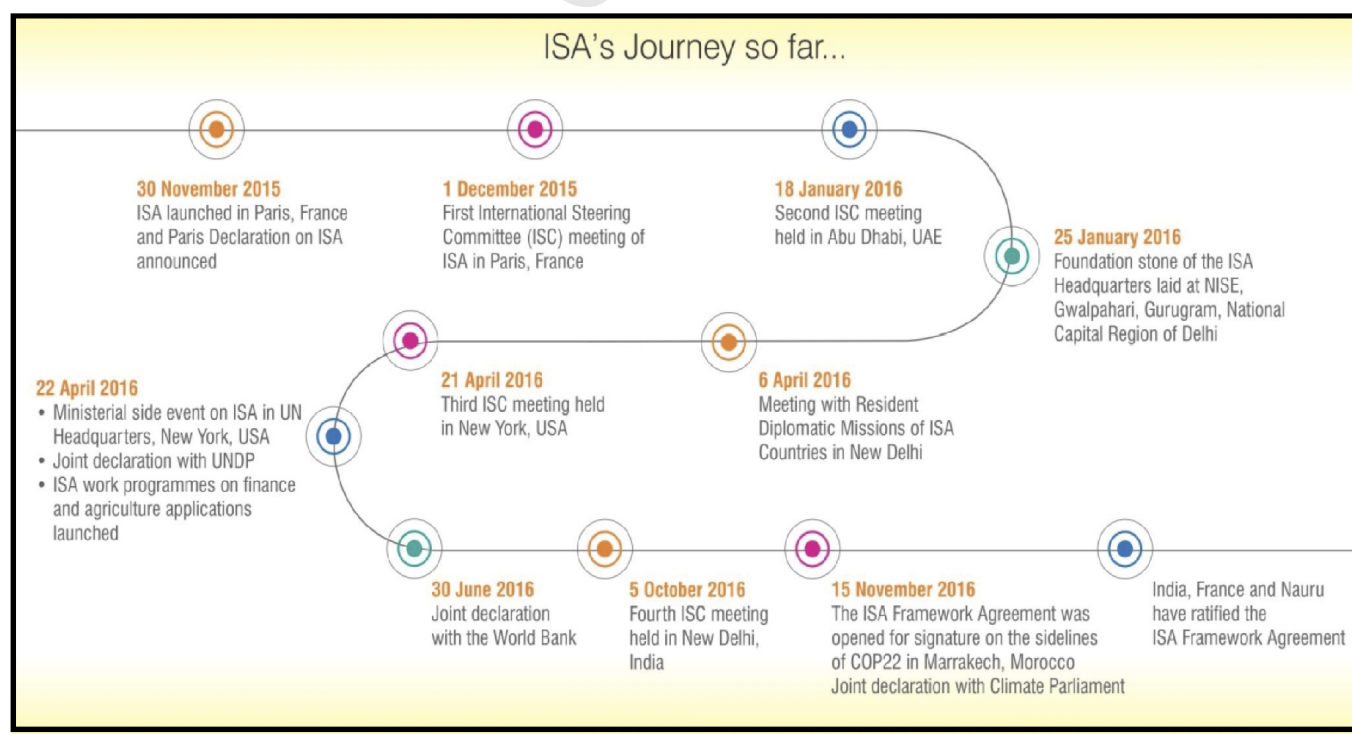 ISA's Journey so far...
30 November 2015
ISA launched in Paris, France
and Paris Declaration on ISA
announced
1 December 2015
First International Steering
Committee (ISC) meeting of
ISA in Paris, France
18 January 2016
Second ISC meeting
held in Abu Dhabi, UAE
25 January 2016
Foundation stone of the ISA
Headquarters laid at NISE,
Gwalpahari, Gurugram, National
Capital Region of Delhi
6 April 2016
Meeting with Resident
Diplomatic Missions of ISA
Countries in New Delhi
21 April 2016
Third ISC meeting held
in New York, USA
22 April 2016
• Ministerial side event on ISA in UN
Headquarters, New York, USA
• Joint declaration with UNDP
• ISA work programmes on finance
and agriculture applications
launched
30 June 2016
Joint declaration
with the World Bank
5 October 2016
Fourth ISC meeting
held in New Delhi,
India
15 November 2016
The ISA Framework Agreement was
opened for signature on the sidelines
of COP22 in Marrakech, Morocco
Joint declaration with Climate Parliament
India, France and Nauru
have ratified the
ISA Framework Agreement